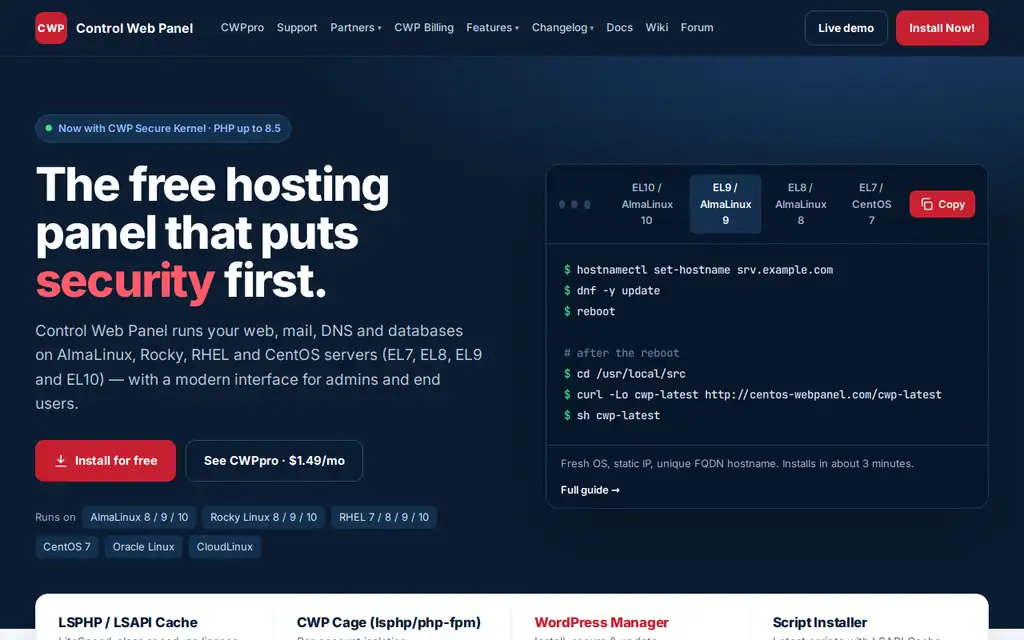 CWP Control Web Panel CWPpro Support Partners ▾ CWP Billing Features ▾ Changelog ▾ Docs Wiki Forum Live demo Install Now!
Now with CWP Secure Kernel · PHP up to 8.5
The free hosting
panel that puts
security first.
Control Web Panel runs your web, mail, DNS and databases
on AlmaLinux, Rocky, RHEL and CentOS servers (EL7, EL8, EL9
and EL10) — with a modern interface for admins and end
users.
Install for free See CWPpro · $1.49/mo
Runs on AlmaLinux 8 / 9 / 10 Rocky Linux 8 / 9 / 10 RHEL 7 / 8 / 9 / 10
CentOS 7 Oracle Linux CloudLinux
EL10 / AlmaLinux 10
EL9 / AlmaLinux 9
EL8 / AlmaLinux 8
EL7 / CentOS 7
Copy
$ hostnamectl set-hostname srv.example.com
$ dnf -y update
$ reboot
# after the reboot
$ cd /usr/local/src
$ curl -Lo cwp-latest http://centos-webpanel.com/cwp-latest
$ sh cwp-latest
Fresh OS, static IP, unique FQDN hostname. Installs in about 3 minutes.
Full guide →
LSPHP / LSAPI Cache
CWP Cage (lsphp/php-fpm)
WordPress Manager
Script Installer